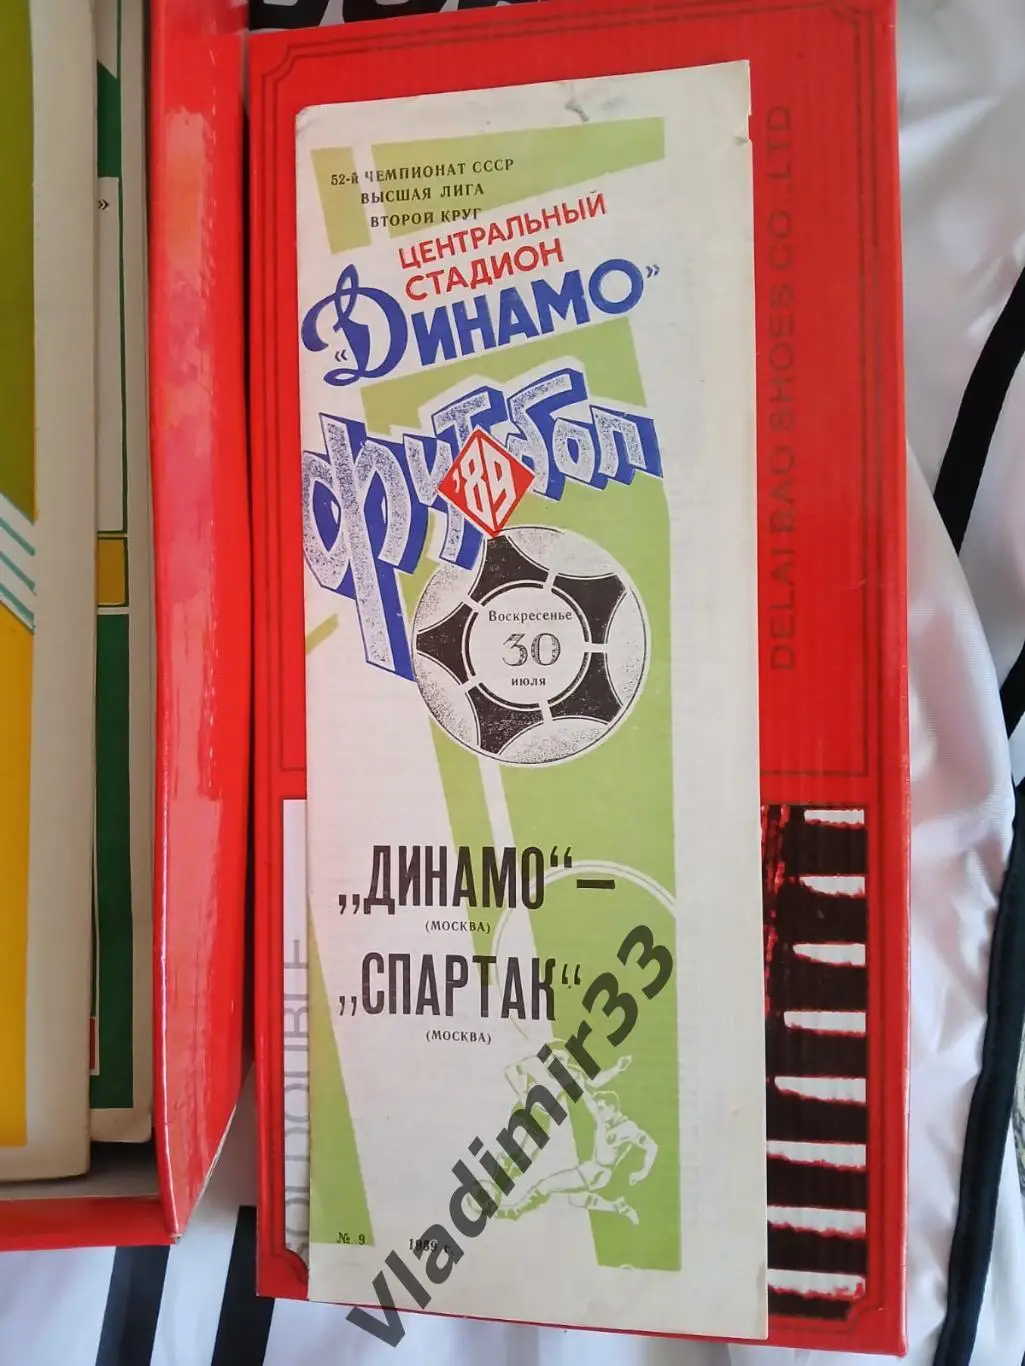 52-й ЧЕМПИОНАТ СССР
ВЫСШАЯ ЛИГА
ВТОРОЙ КРУГ
ЦЕНТРАЛЬНЫЙ
СТАДИОН
«ДИНАМО»
футбол
'89
Воскресенье
30
июля
„ДИНАМО“ —
(МОСКВА)
„СПАРТАК“
(МОСКВА)
№ 9
1989 г.
DELAI BAO SHOES CO.,LTD
Vladimir33
»